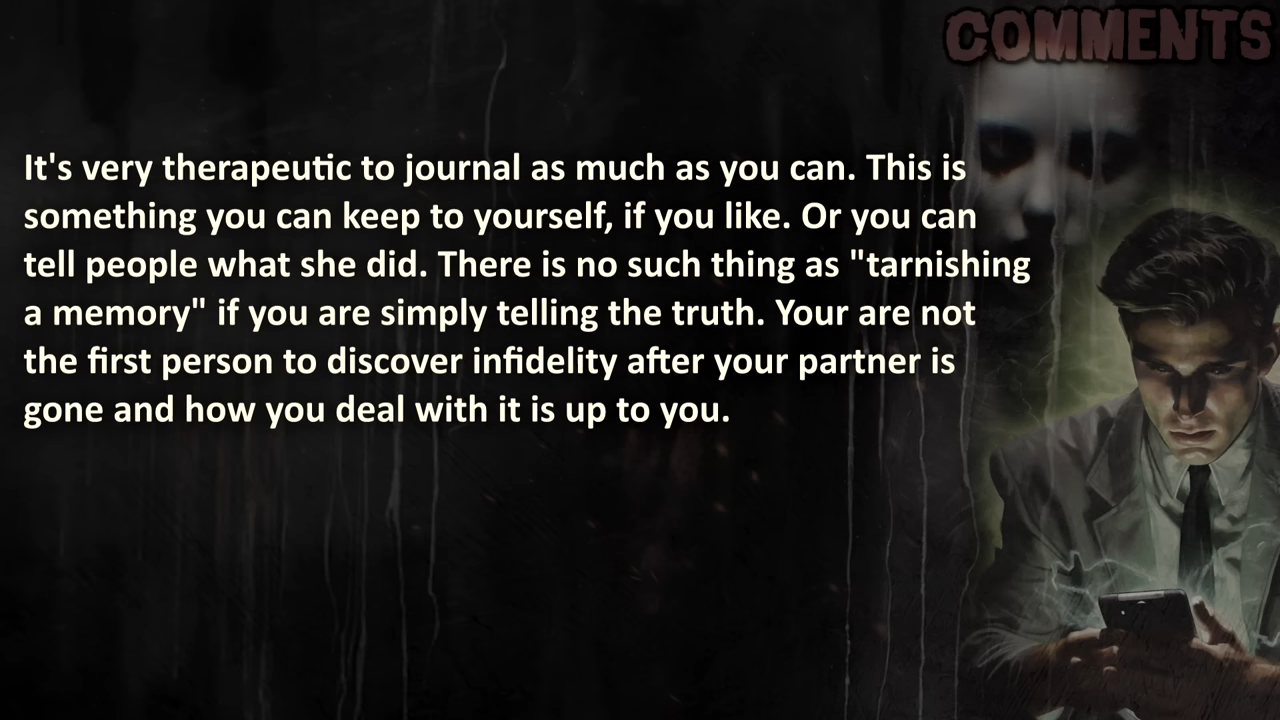 COMMENTS
It's very therapeutic to journal as much as you can. This is
something you can keep to yourself, if you like. Or you can
tell people what she did. There is no such thing as "tarnishing
a memory" if you are simply telling the truth. Your are not
the first person to discover infidelity after your partner is
gone and how you deal with it is up to you.